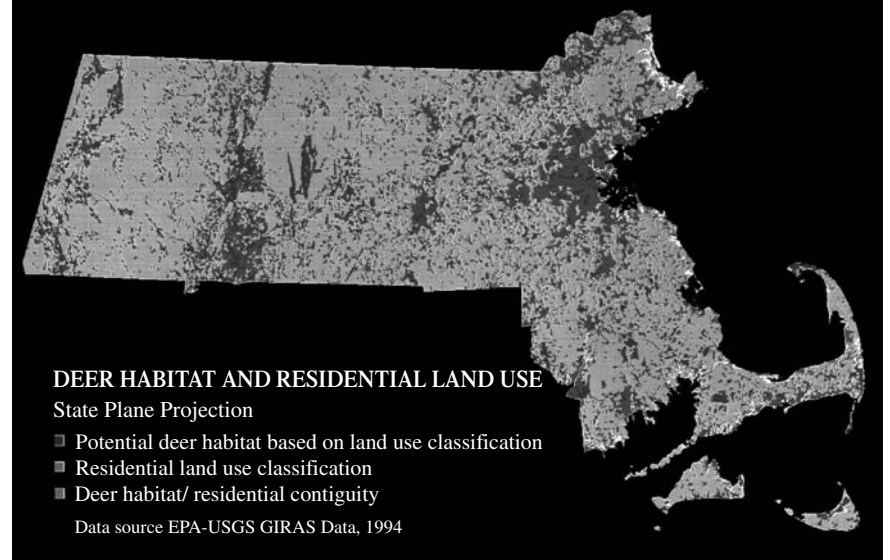 DEER HABITAT AND RESIDENTIAL LAND USE
State Plane Projection
Potential deer habitat based on land use classification
Residential land use classification
Deer habitat/ residential contiguity
Data source EPA-USGS GIRAS Data, 1994